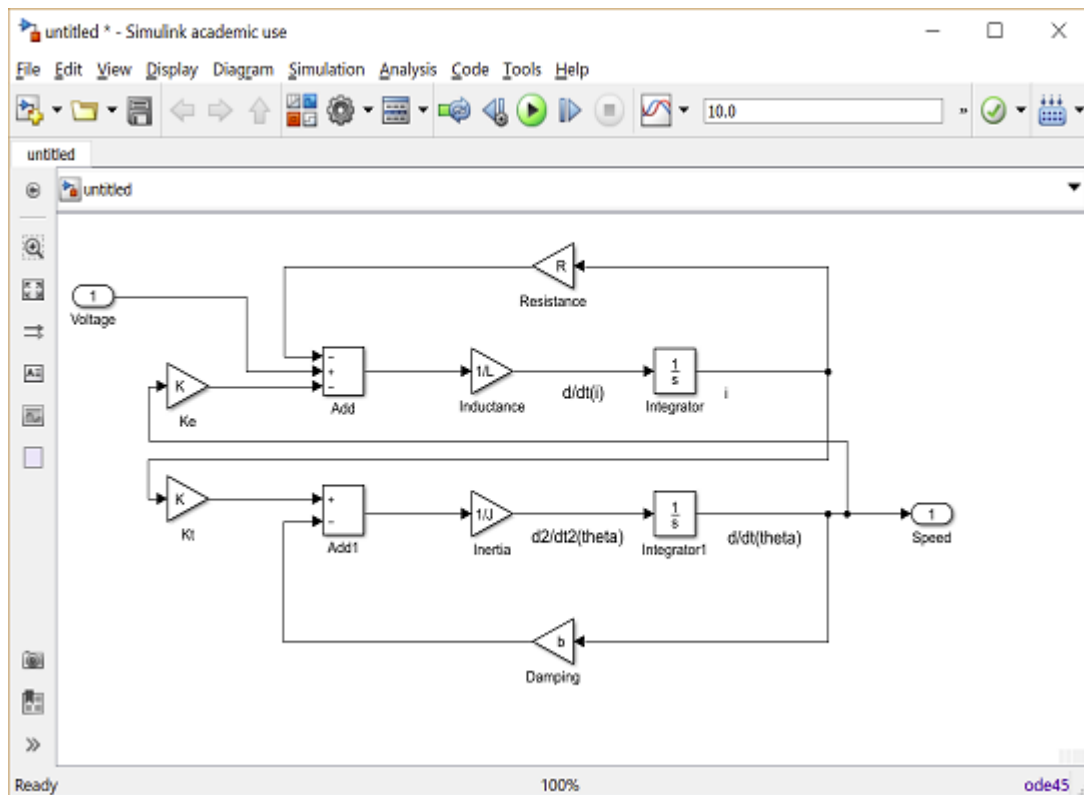 untitled * - Simulink academic use
File Edit View Display Diagram Simulation Analysis Code Tools Help
10.0
»
untitled
untitled
R
Resistance
1
Voltage
−
+
−
Add
1/L
Inductance
d/dt(i)
1
s
Integrator
i
K
Ke
K
Kt
+
−
Add1
1/J
Inertia
d2/dt2(theta)
1
s
Integrator1
d/dt(theta)
1
Speed
b
Damping
Ready 100% ode45